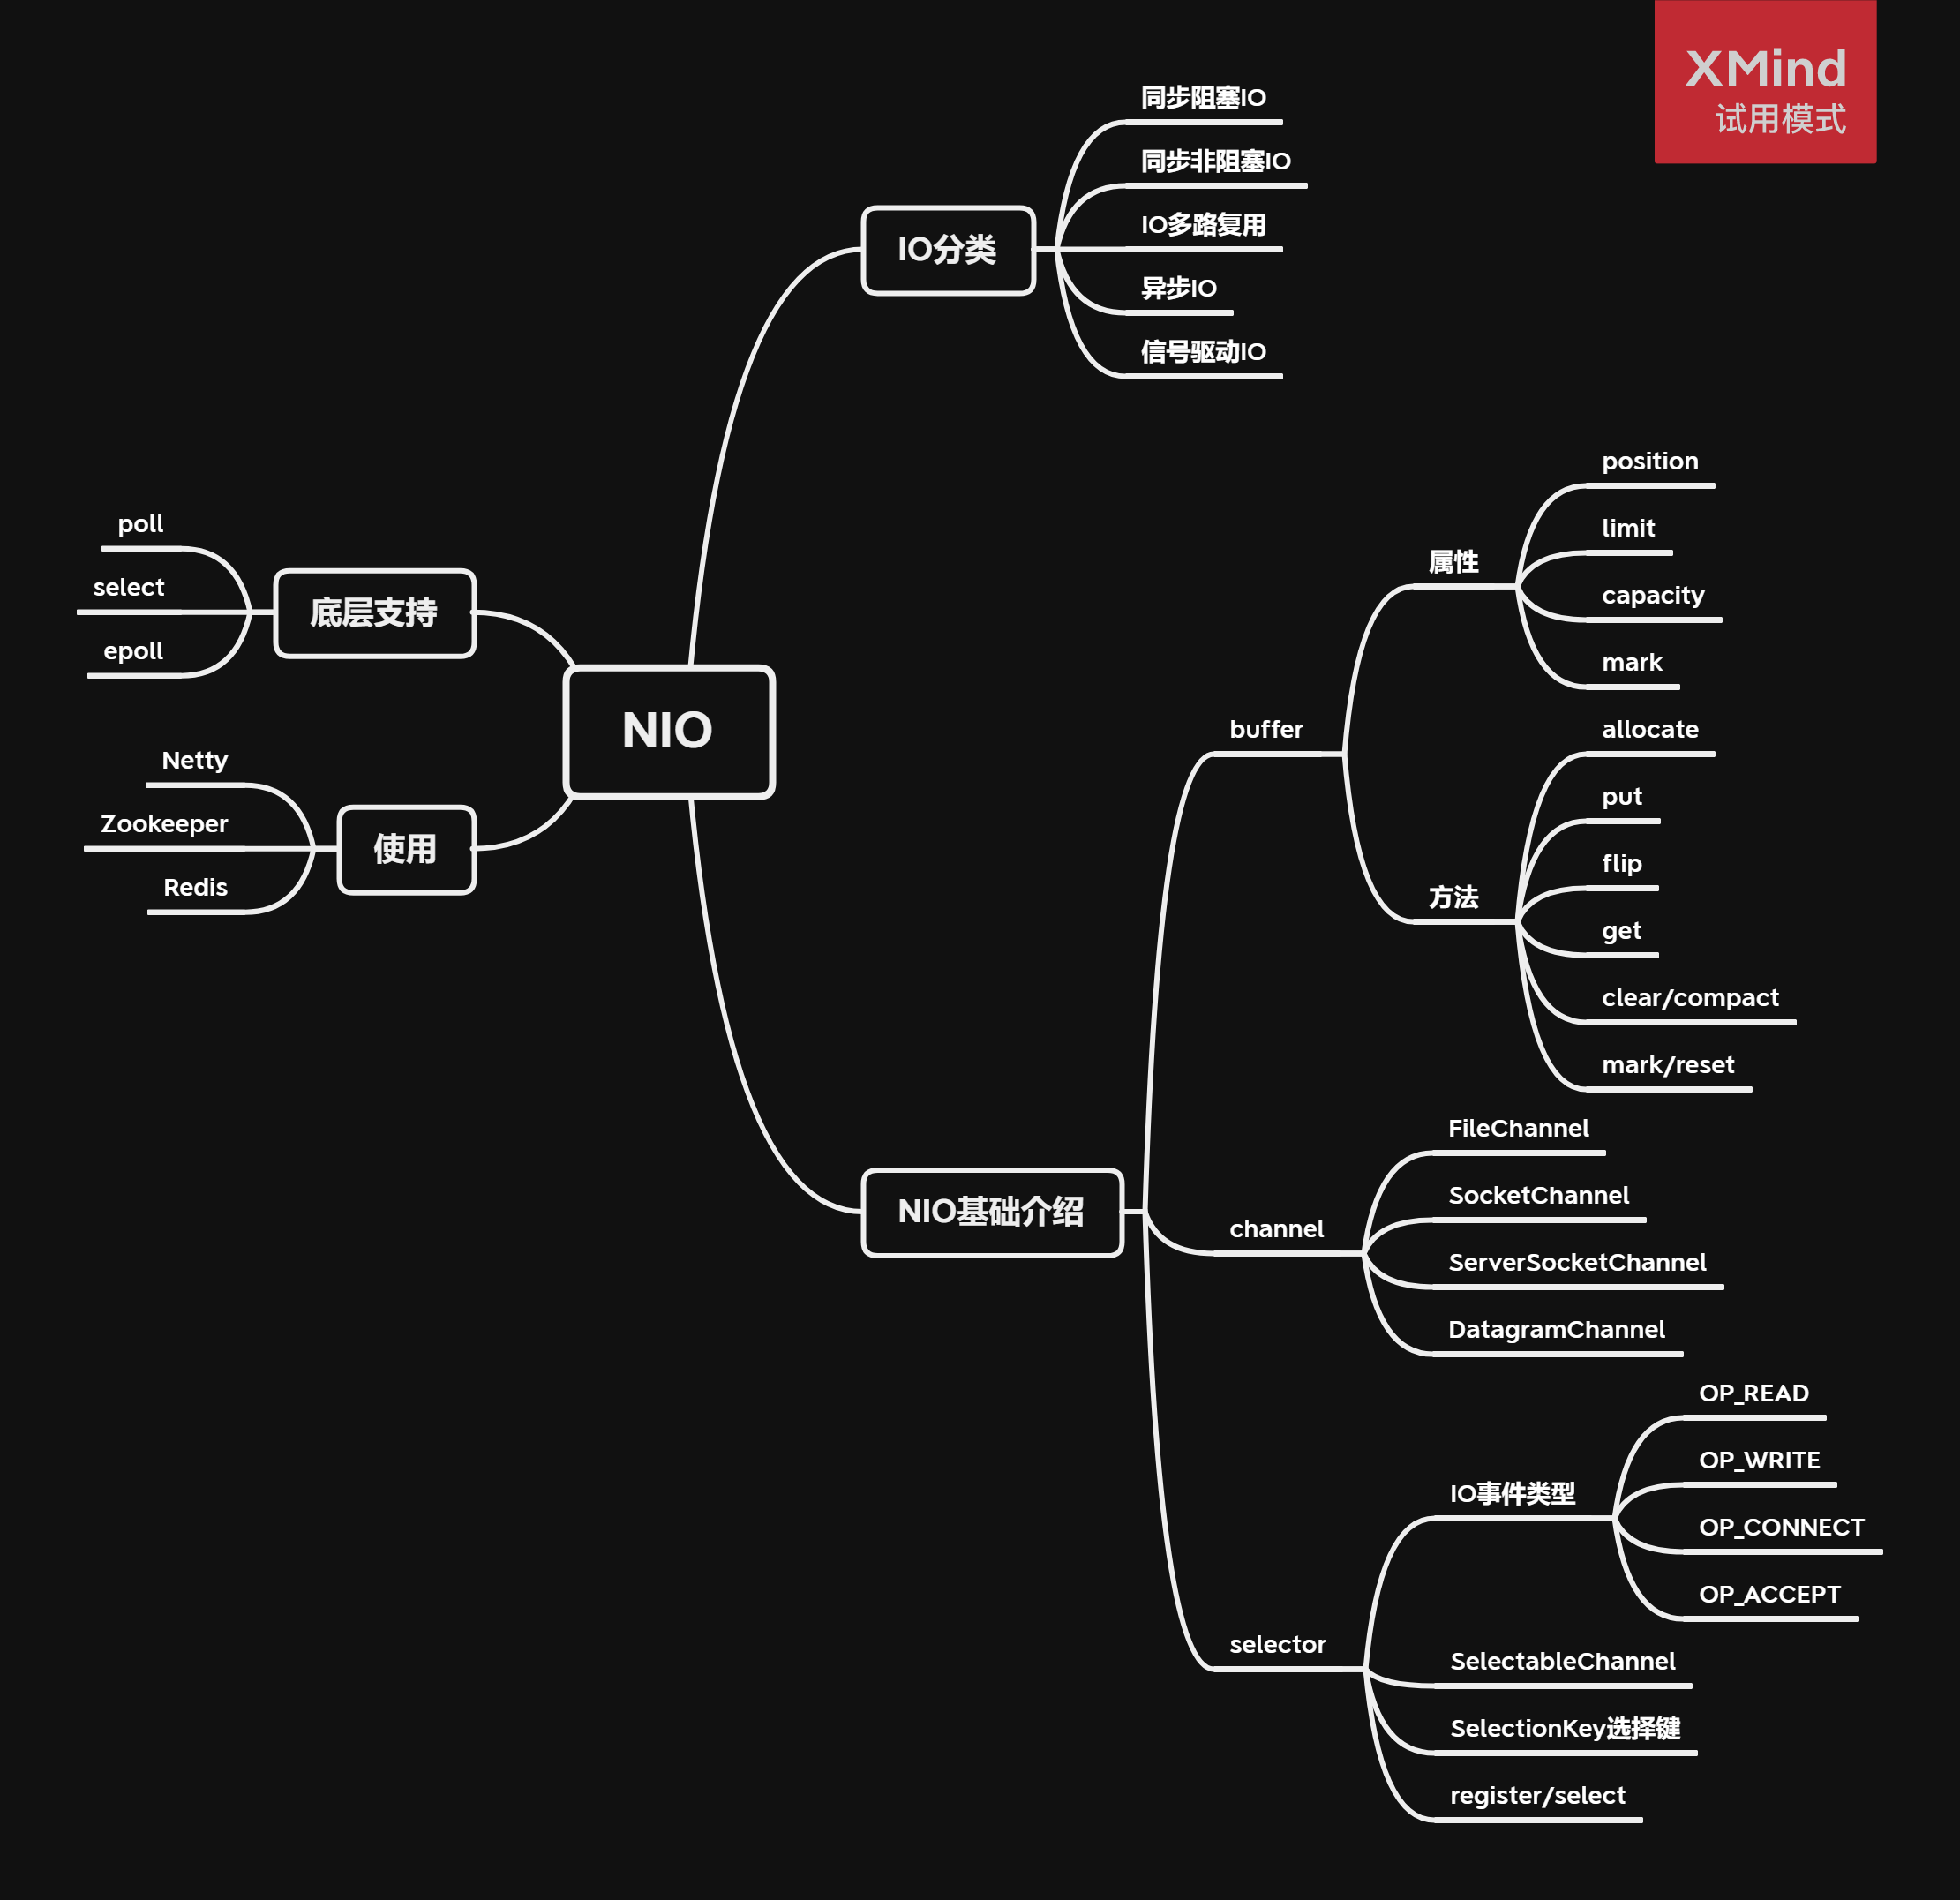 XMind
试用模式
NIO
IO分类
同步阻塞IO
同步非阻塞IO
IO多路复用
异步IO
信号驱动IO
NIO基础介绍
buffer
属性
position
limit
capacity
mark
方法
allocate
put
flip
get
clear/compact
mark/reset
channel
FileChannel
SocketChannel
ServerSocketChannel
DatagramChannel
selector
IO事件类型
OP_READ
OP_WRITE
OP_CONNECT
OP_ACCEPT
SelectableChannel
SelectionKey选择键
register/select
底层支持
poll
select
epoll
使用
Netty
Zookeeper
Redis